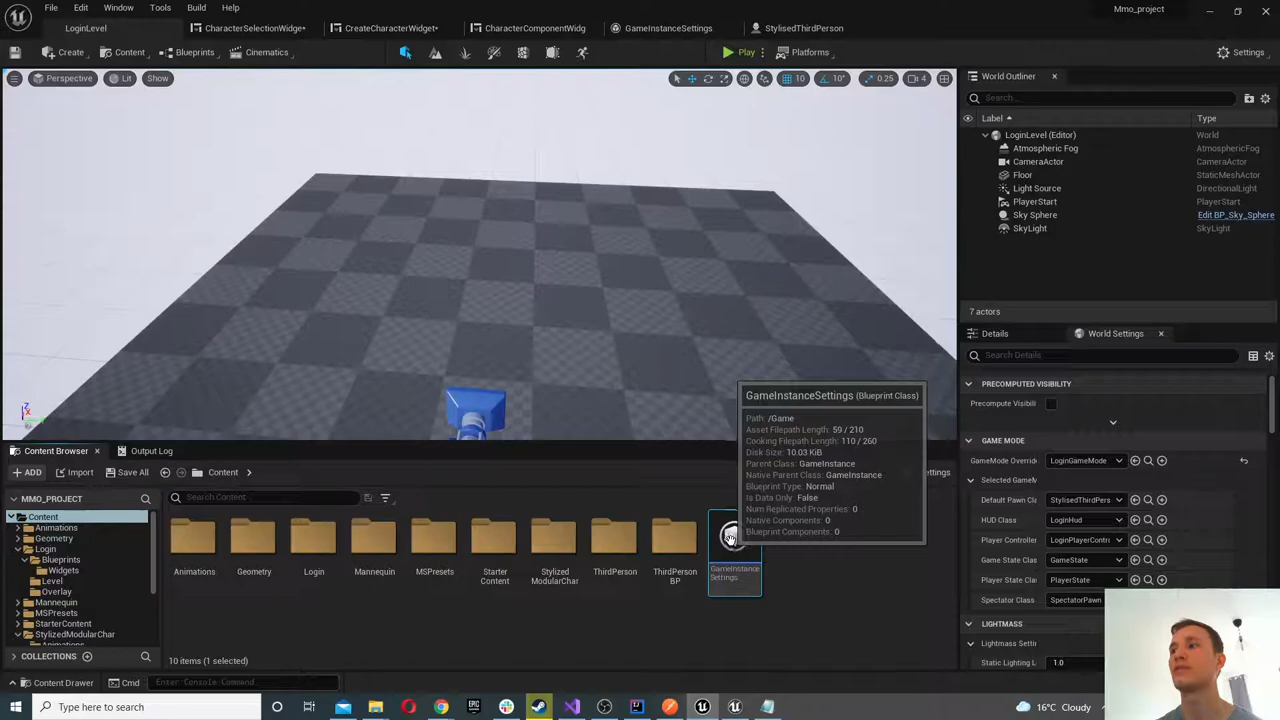 File Edit Window Tools Build Help
Mmo_project
LoginLevel CharacterSelectionWidge* CreateCharacterWidget* CharacterComponentWidg GameInstanceSettings StylisedThirdPerson
Create Content Blueprints Cinematics Play Platforms Settings
Perspective Lit Show 10 10° 0.25 4
World Outliner
Search...
Label Type
LoginLevel (Editor) World
Atmospheric Fog AtmosphericFog
CameraActor CameraActor
Floor StaticMeshActor
Light Source DirectionalLight
PlayerStart PlayerStart
Sky Sphere Edit BP_Sky_Sphere
SkyLight SkyLight
7 actors
Details World Settings
Search Details
PRECOMPUTED VISIBILITY
Precompute Visibili
GAME MODE
GameMode Override LoginGameMode
Selected GameM
Default Pawn Clas StylisedThirdPers
HUD Class LoginHud
Player Controller LoginPlayerContr
Game State Clas GameState
Player State Clas PlayerState
Spectator Class SpectatorPawn
LIGHTMASS
Lightmass Settin
Static Lighting L 1.0
GameInstanceSettings (Blueprint Class)
Path: /Game
Asset Filepath Length: 59 / 210
Cooking Filepath Length: 110 / 260
Disk Size: 10.03 KiB
Parent Class: GameInstance
Native Parent Class: GameInstance
Blueprint Type: Normal
Is Data Only: False
Num Replicated Properties: 0
Native Components: 0
Blueprint Components: 0
Content Browser Output Log
ADD Import Save All Content ettings
MMO_PROJECT
Search Content
Content
Animations
Geometry
Login
Blueprints
Widgets
Level
Overlay
Mannequin
MSPresets
StarterContent
StylizedModularChar
Animations
COLLECTIONS
Animations Geometry Login Mannequin MSPresets Starter Content Stylized ModularChar ThirdPerson ThirdPerson BP GameInstance Settings
10 items (1 selected)
Content Drawer Cmd Enter Console Command
Type here to search
16°C Cloudy